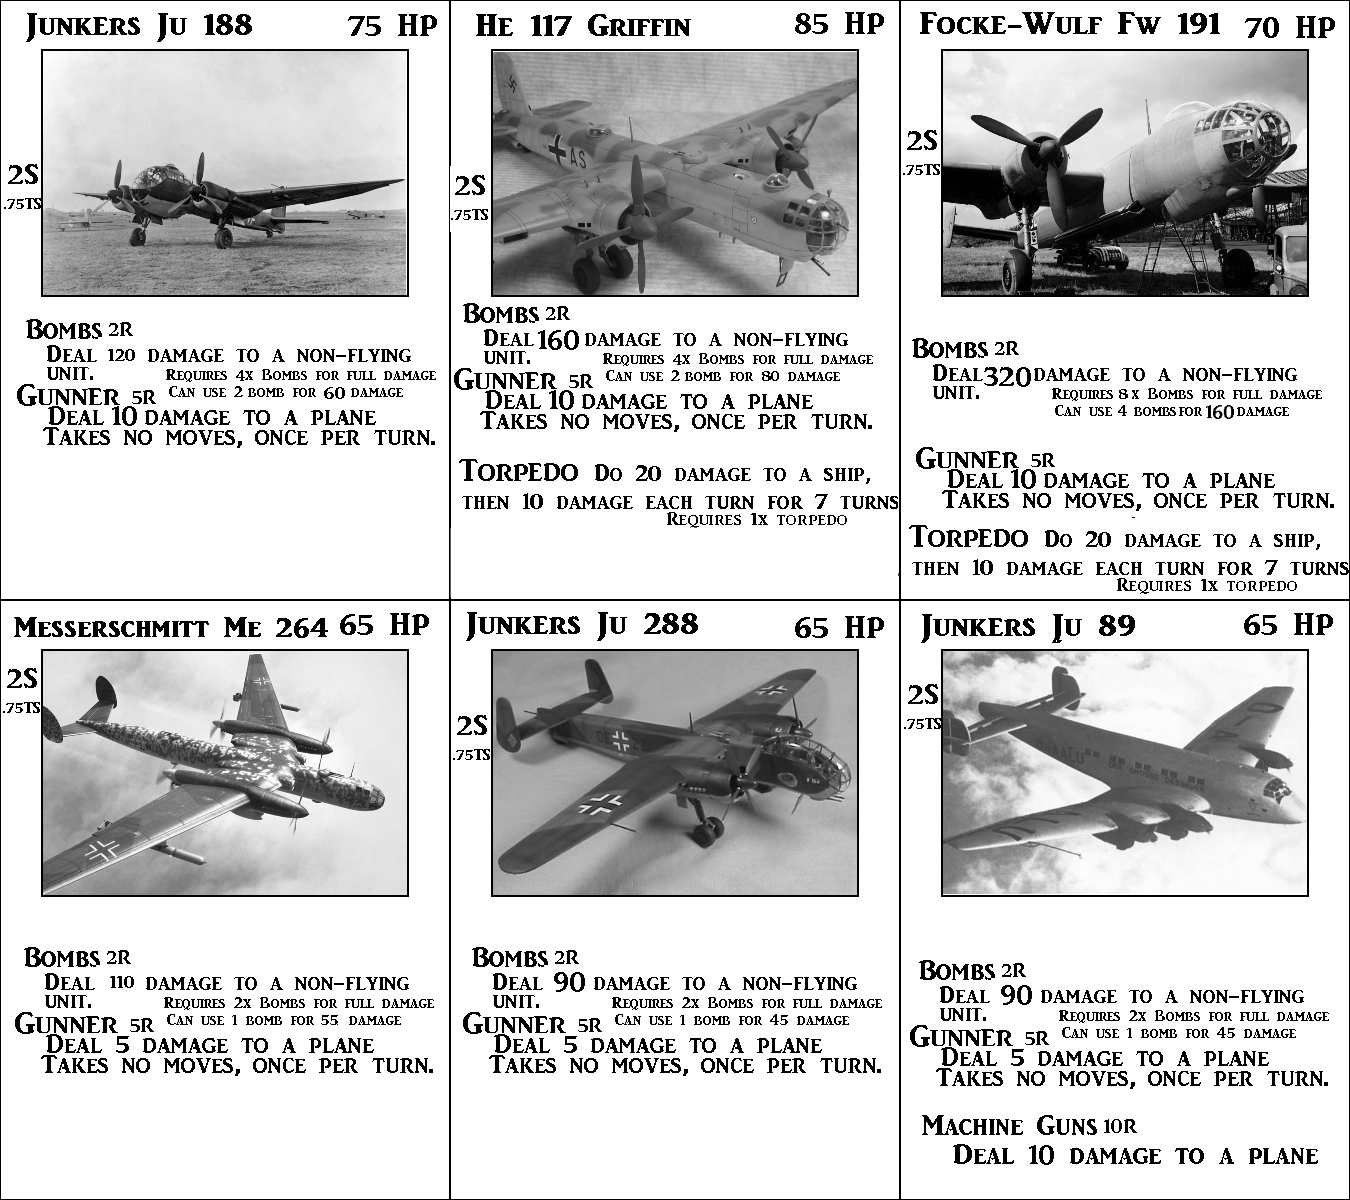 Junkers Ju 188 75 HP
2S
.75TS
Bombs 2R
Deal 120 damage to a non-flying
unit. Requires 4x Bombs for full damage
Gunner 5R Can use 2 bomb for 60 damage
Deal 10 damage to a plane
Takes no moves, once per turn.
He 117 Griffin 85 HP
AS
2S
.75TS
Bombs 2R
Deal 160 damage to a non-flying
unit. Requires 4x Bombs for full damage
Gunner 5R Can use 2 bomb for 80 damage
Deal 10 damage to a plane
Takes no moves, once per turn.
Torpedo Do 20 damage to a ship,
then 10 damage each turn for 7 turns
Requires 1x torpedo
Focke-Wulf Fw 191 70 HP
2S
.75TS
Bombs 2R
Deal 320 damage to a non-flying
unit. Requires 8x Bombs for full damage
Can use 4 bombs for 160 damage
Gunner 5R
Deal 10 damage to a plane
Takes no moves, once per turn.
Torpedo Do 20 damage to a ship,
then 10 damage each turn for 7 turns
Requires 1x torpedo
Messerschmitt Me 264 65 HP
2S
.75TS
Bombs 2R
Deal 110 damage to a non-flying
unit. Requires 2x Bombs for full damage
Gunner 5R Can use 1 bomb for 55 damage
Deal 5 damage to a plane
Takes no moves, once per turn.
Junkers Ju 288 65 HP
2S
.75TS
Bombs 2R
Deal 90 damage to a non-flying
unit. Requires 2x Bombs for full damage
Gunner 5R Can use 1 bomb for 45 damage
Deal 5 damage to a plane
Takes no moves, once per turn.
Junkers Ju 89 65 HP
2S
.75TS
Bombs 2R
Deal 90 damage to a non-flying
unit. Requires 2x Bombs for full damage
Gunner 5R Can use 1 bomb for 45 damage
Deal 5 damage to a plane
Takes no moves, once per turn.
Machine Guns 10R
Deal 10 damage to a plane